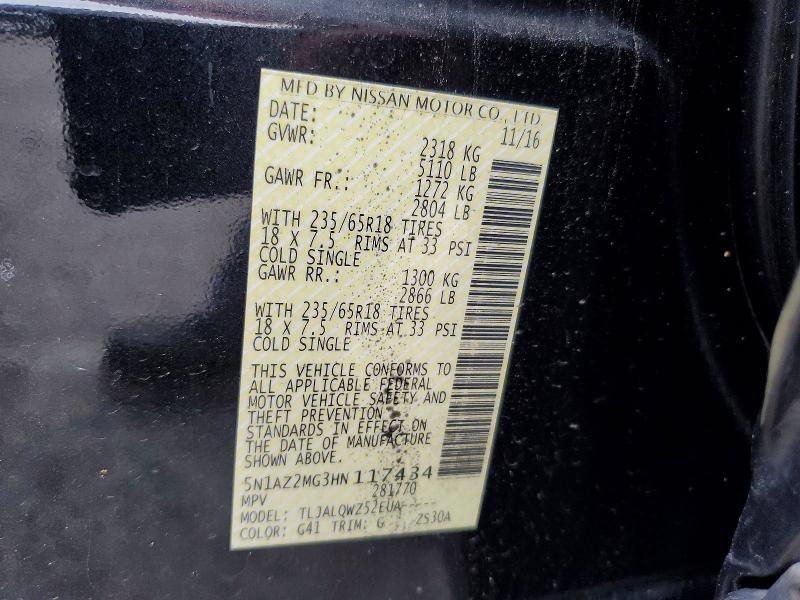 MFD BY NISSAN MOTOR CO., LTD.
DATE: 11/16
GVWR: 2318 KG
5110 LB
GAWR FR.: 1272 KG
2804 LB
WITH 235/65R18 TIRES
18 X 7.5 RIMS AT 33 PSI
COLD SINGLE
GAWR RR.: 1300 KG
2866 LB
WITH 235/65R18 TIRES
18 X 7.5 RIMS AT 33 PSI
COLD SINGLE
THIS VEHICLE CONFORMS TO
ALL APPLICABLE FEDERAL
MOTOR VEHICLE SAFETY AND
THEFT PREVENTION
STANDARDS IN EFFECT ON
THE DATE OF MANUFACTURE
SHOWN ABOVE.
5N1AZ2MG3HN117434
MPV 281770
MODEL: TLJALQWZ52EUA
COLOR: G41 TRIM: G ZS30A